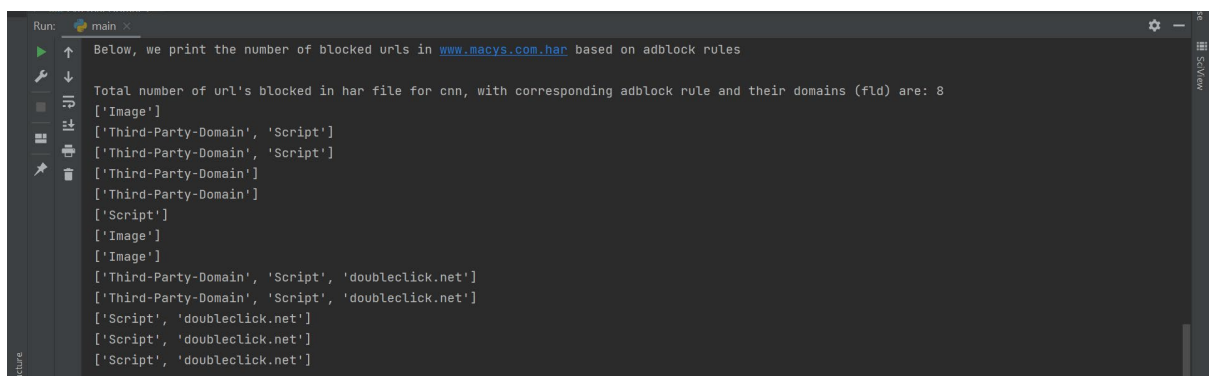 Run: main
Below, we print the number of blocked urls in www.macys.com.har based on adblock rules
Total number of url's blocked in har file for cnn, with corresponding adblock rule and their domains (fld) are: 8
['Image']
['Third-Party-Domain', 'Script']
['Third-Party-Domain', 'Script']
['Third-Party-Domain']
['Third-Party-Domain']
['Script']
['Image']
['Image']
['Third-Party-Domain', 'Script', 'doubleclick.net']
['Third-Party-Domain', 'Script', 'doubleclick.net']
['Script', 'doubleclick.net']
['Script', 'doubleclick.net']
['Script', 'doubleclick.net']
se
SciView
cture